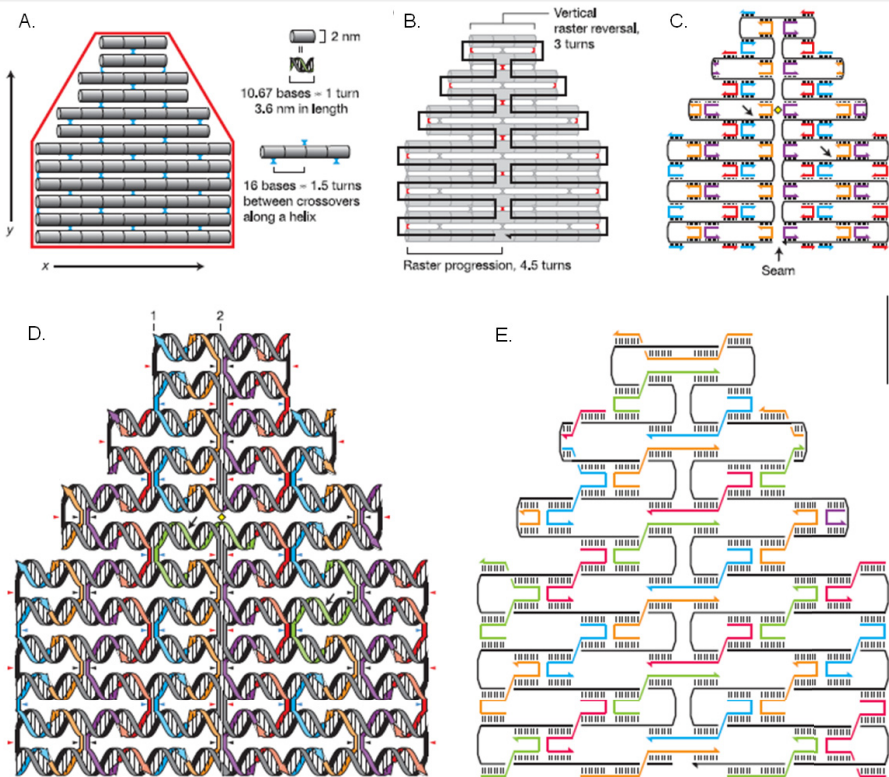 A.
2 nm
=
10.67 bases = 1 turn
3.6 nm in length
16 bases = 1.5 turns
between crossovers
along a helix
y
x
B.
Vertical
raster reversal,
3 turns
Raster progression, 4.5 turns
C.
Seam
D.
1
2
E.